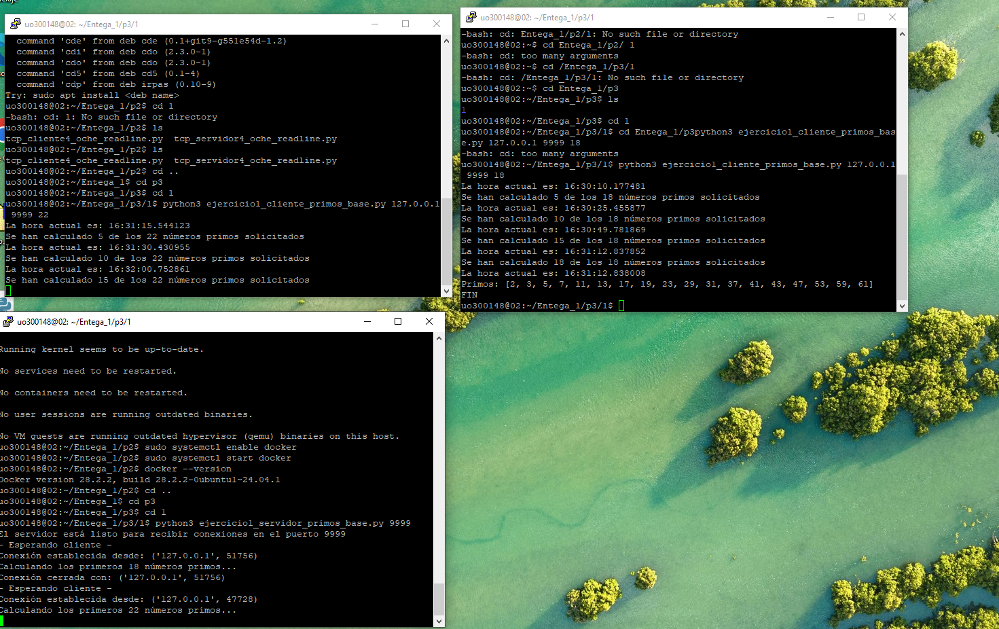 uo300148@02: ~/Entega_1/p3/1
command 'cde' from deb cde (0.1+git9-g551e54d-1.2)
command 'cdi' from deb cdo (2.3.0-1)
command 'cdo' from deb cdo (2.3.0-1)
command 'cd5' from deb cd5 (0.1-4)
command 'cdp' from deb irpas (0.10-9)
Try: sudo apt install <deb name>
uo300148@02:~/Entega_1/p2$ cd 1
-bash: cd: 1: No such file or directory
uo300148@02:~/Entega_1/p2$ ls
tcp_cliente4_oche_readline.py  tcp_servidor4_oche_readline.py
uo300148@02:~/Entega_1/p2$ ls
tcp_cliente4_oche_readline.py  tcp_servidor4_oche_readline.py
uo300148@02:~/Entega_1/p2$ cd ..
uo300148@02:~/Entega_1$ cd p3
uo300148@02:~/Entega_1/p3$ cd 1
uo300148@02:~/Entega_1/p3/1$ python3 ejercicio1_cliente_primos_base.py 127.0.0.1
 9999 22
La hora actual es: 16:31:15.544123
Se han calculado 5 de los 22 números primos solicitados
La hora actual es: 16:31:30.430955
Se han calculado 10 de los 22 números primos solicitados
La hora actual es: 16:32:00.752861
Se han calculado 15 de los 22 números primos solicitados
uo300148@02: ~/Entega_1/p3/1
-bash: cd: Entega_1/p2/1: No such file or directory
uo300148@02:~$ cd Entega_1/p2/ 1
-bash: cd: too many arguments
uo300148@02:~$ cd /Entega_1/p3/1
-bash: cd: /Entega_1/p3/1: No such file or directory
uo300148@02:~$ cd Entega_1/p3
uo300148@02:~/Entega_1/p3$ ls
1
uo300148@02:~/Entega_1/p3$ cd 1
uo300148@02:~/Entega_1/p3/1$ cd Entega_1/p3python3 ejercicio1_cliente_primos_bas
e.py 127.0.0.1 9999 18
-bash: cd: too many arguments
uo300148@02:~/Entega_1/p3/1$ python3 ejercicio1_cliente_primos_base.py 127.0.0.1
 9999 18
La hora actual es: 16:30:10.177481
Se han calculado 5 de los 18 números primos solicitados
La hora actual es: 16:30:25.455877
Se han calculado 10 de los 18 números primos solicitados
La hora actual es: 16:30:49.781869
Se han calculado 15 de los 18 números primos solicitados
La hora actual es: 16:31:12.837852
Se han calculado 18 de los 18 números primos solicitados
La hora actual es: 16:31:12.838008
Primos: [2, 3, 5, 7, 11, 13, 17, 19, 23, 29, 31, 37, 41, 43, 47, 53, 59, 61]
FIN
uo300148@02:~/Entega_1/p3/1$
uo300148@02: ~/Entega_1/p3/1
Running kernel seems to be up-to-date.
No services need to be restarted.
No containers need to be restarted.
No user sessions are running outdated binaries.
No VM guests are running outdated hypervisor (qemu) binaries on this host.
uo300148@02:~/Entega_1/p2$ sudo systemctl enable docker
uo300148@02:~/Entega_1/p2$ sudo systemctl start docker
uo300148@02:~/Entega_1/p2$ docker --version
Docker version 28.2.2, build 28.2.2-0ubuntu1~24.04.1
uo300148@02:~/Entega_1/p2$ cd ..
uo300148@02:~/Entega_1$ cd p3
uo300148@02:~/Entega_1/p3$ cd 1
uo300148@02:~/Entega_1/p3/1$ python3 ejercicio1_servidor_primos_base.py 9999
El servidor está listo para recibir conexiones en el puerto 9999
- Esperando cliente -
Conexión establecida desde: ('127.0.0.1', 51756)
Calculando los primeros 18 números primos...
Conexión cerrada con: ('127.0.0.1', 51756)
- Esperando cliente -
Conexión establecida desde: ('127.0.0.1', 47728)
Calculando los primeros 22 números primos...